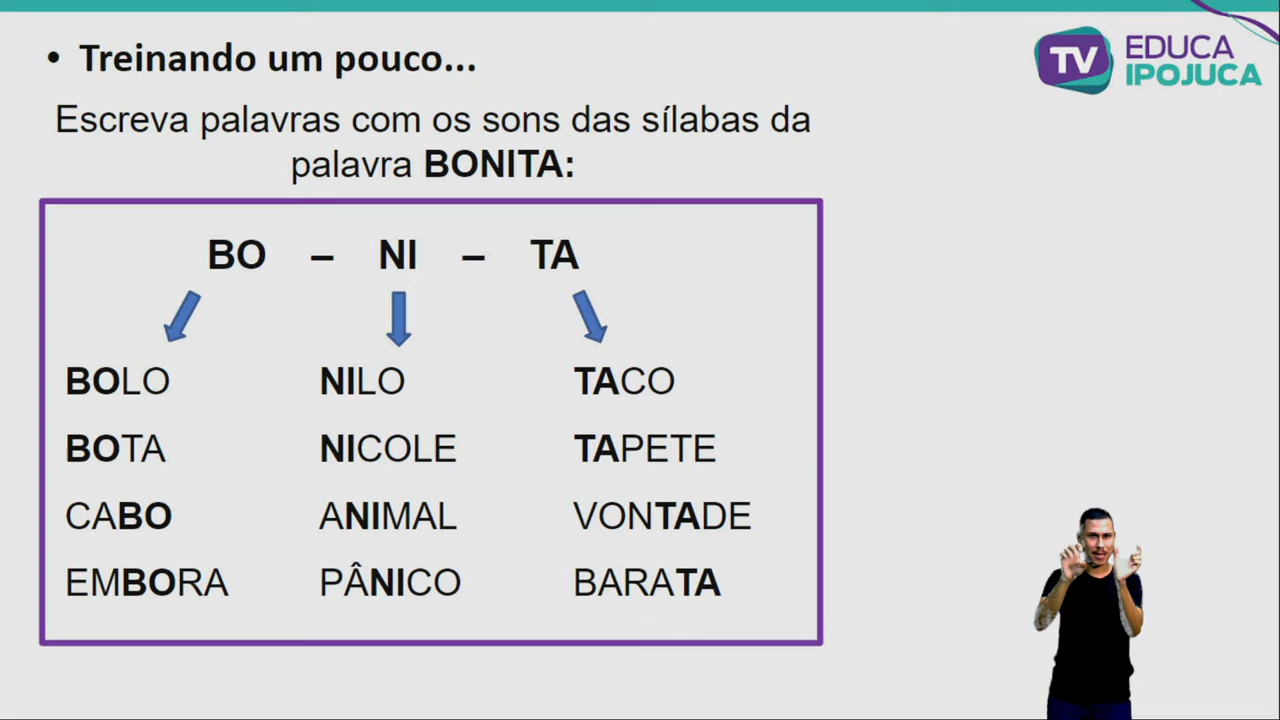 • Treinando um pouco...
TV EDUCA
IPOJUCA
Escreva palavras com os sons das sílabas da
palavra BONITA:
BO – NI – TA
BOLO NILO TACO
BOTA NICOLE TAPETE
CABO ANIMAL VONTADE
EMBORA PÂNICO BARATA